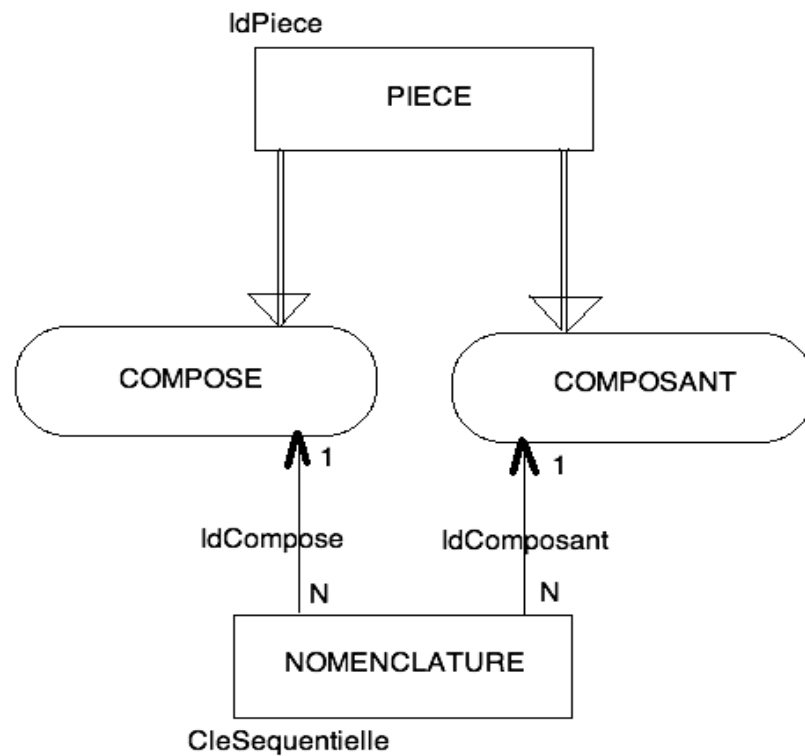 IdPiece
PIECE
COMPOSE
COMPOSANT
1
1
IdCompose
IdComposant
N
N
NOMENCLATURE
CleSequentielle